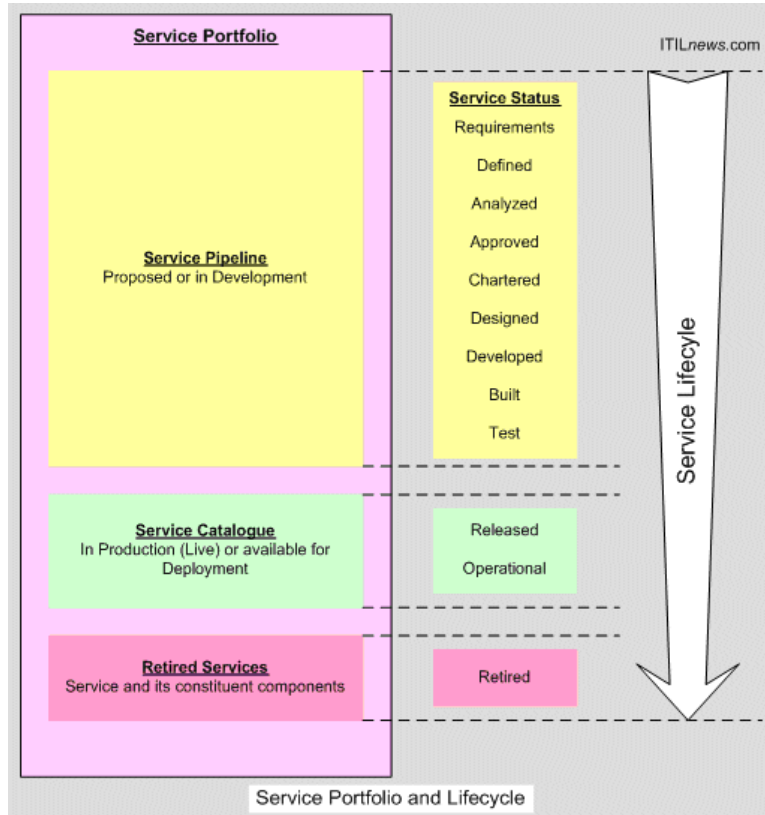 Service Portfolio
ITILnews.com
Service Pipeline
Proposed or in Development
Service Status
Requirements
Defined
Analyzed
Approved
Chartered
Designed
Developed
Built
Test
Service Lifecyle
Service Catalogue
In Production (Live) or available for
Deployment
Released
Operational
Retired Services
Service and its constituent components
Retired
Service Portfolio and Lifecycle